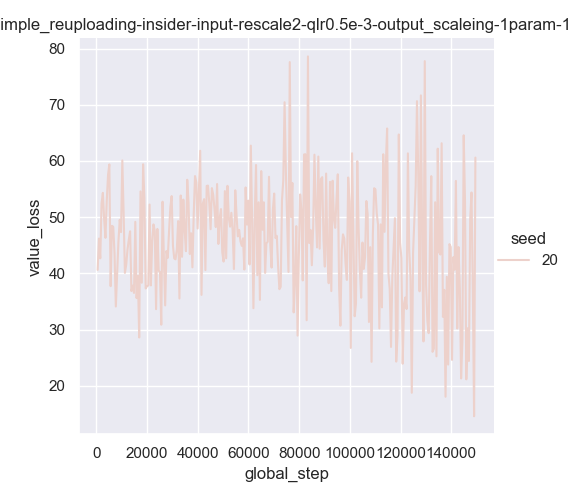 imple_reuploading-insider-input-rescale2-qlr0.5e-3-output_scaleing-1param-1
80
70
60
50
40
30
20
value_loss
0 20000 40000 60000 80000 100000 120000 140000
global_step
seed
20